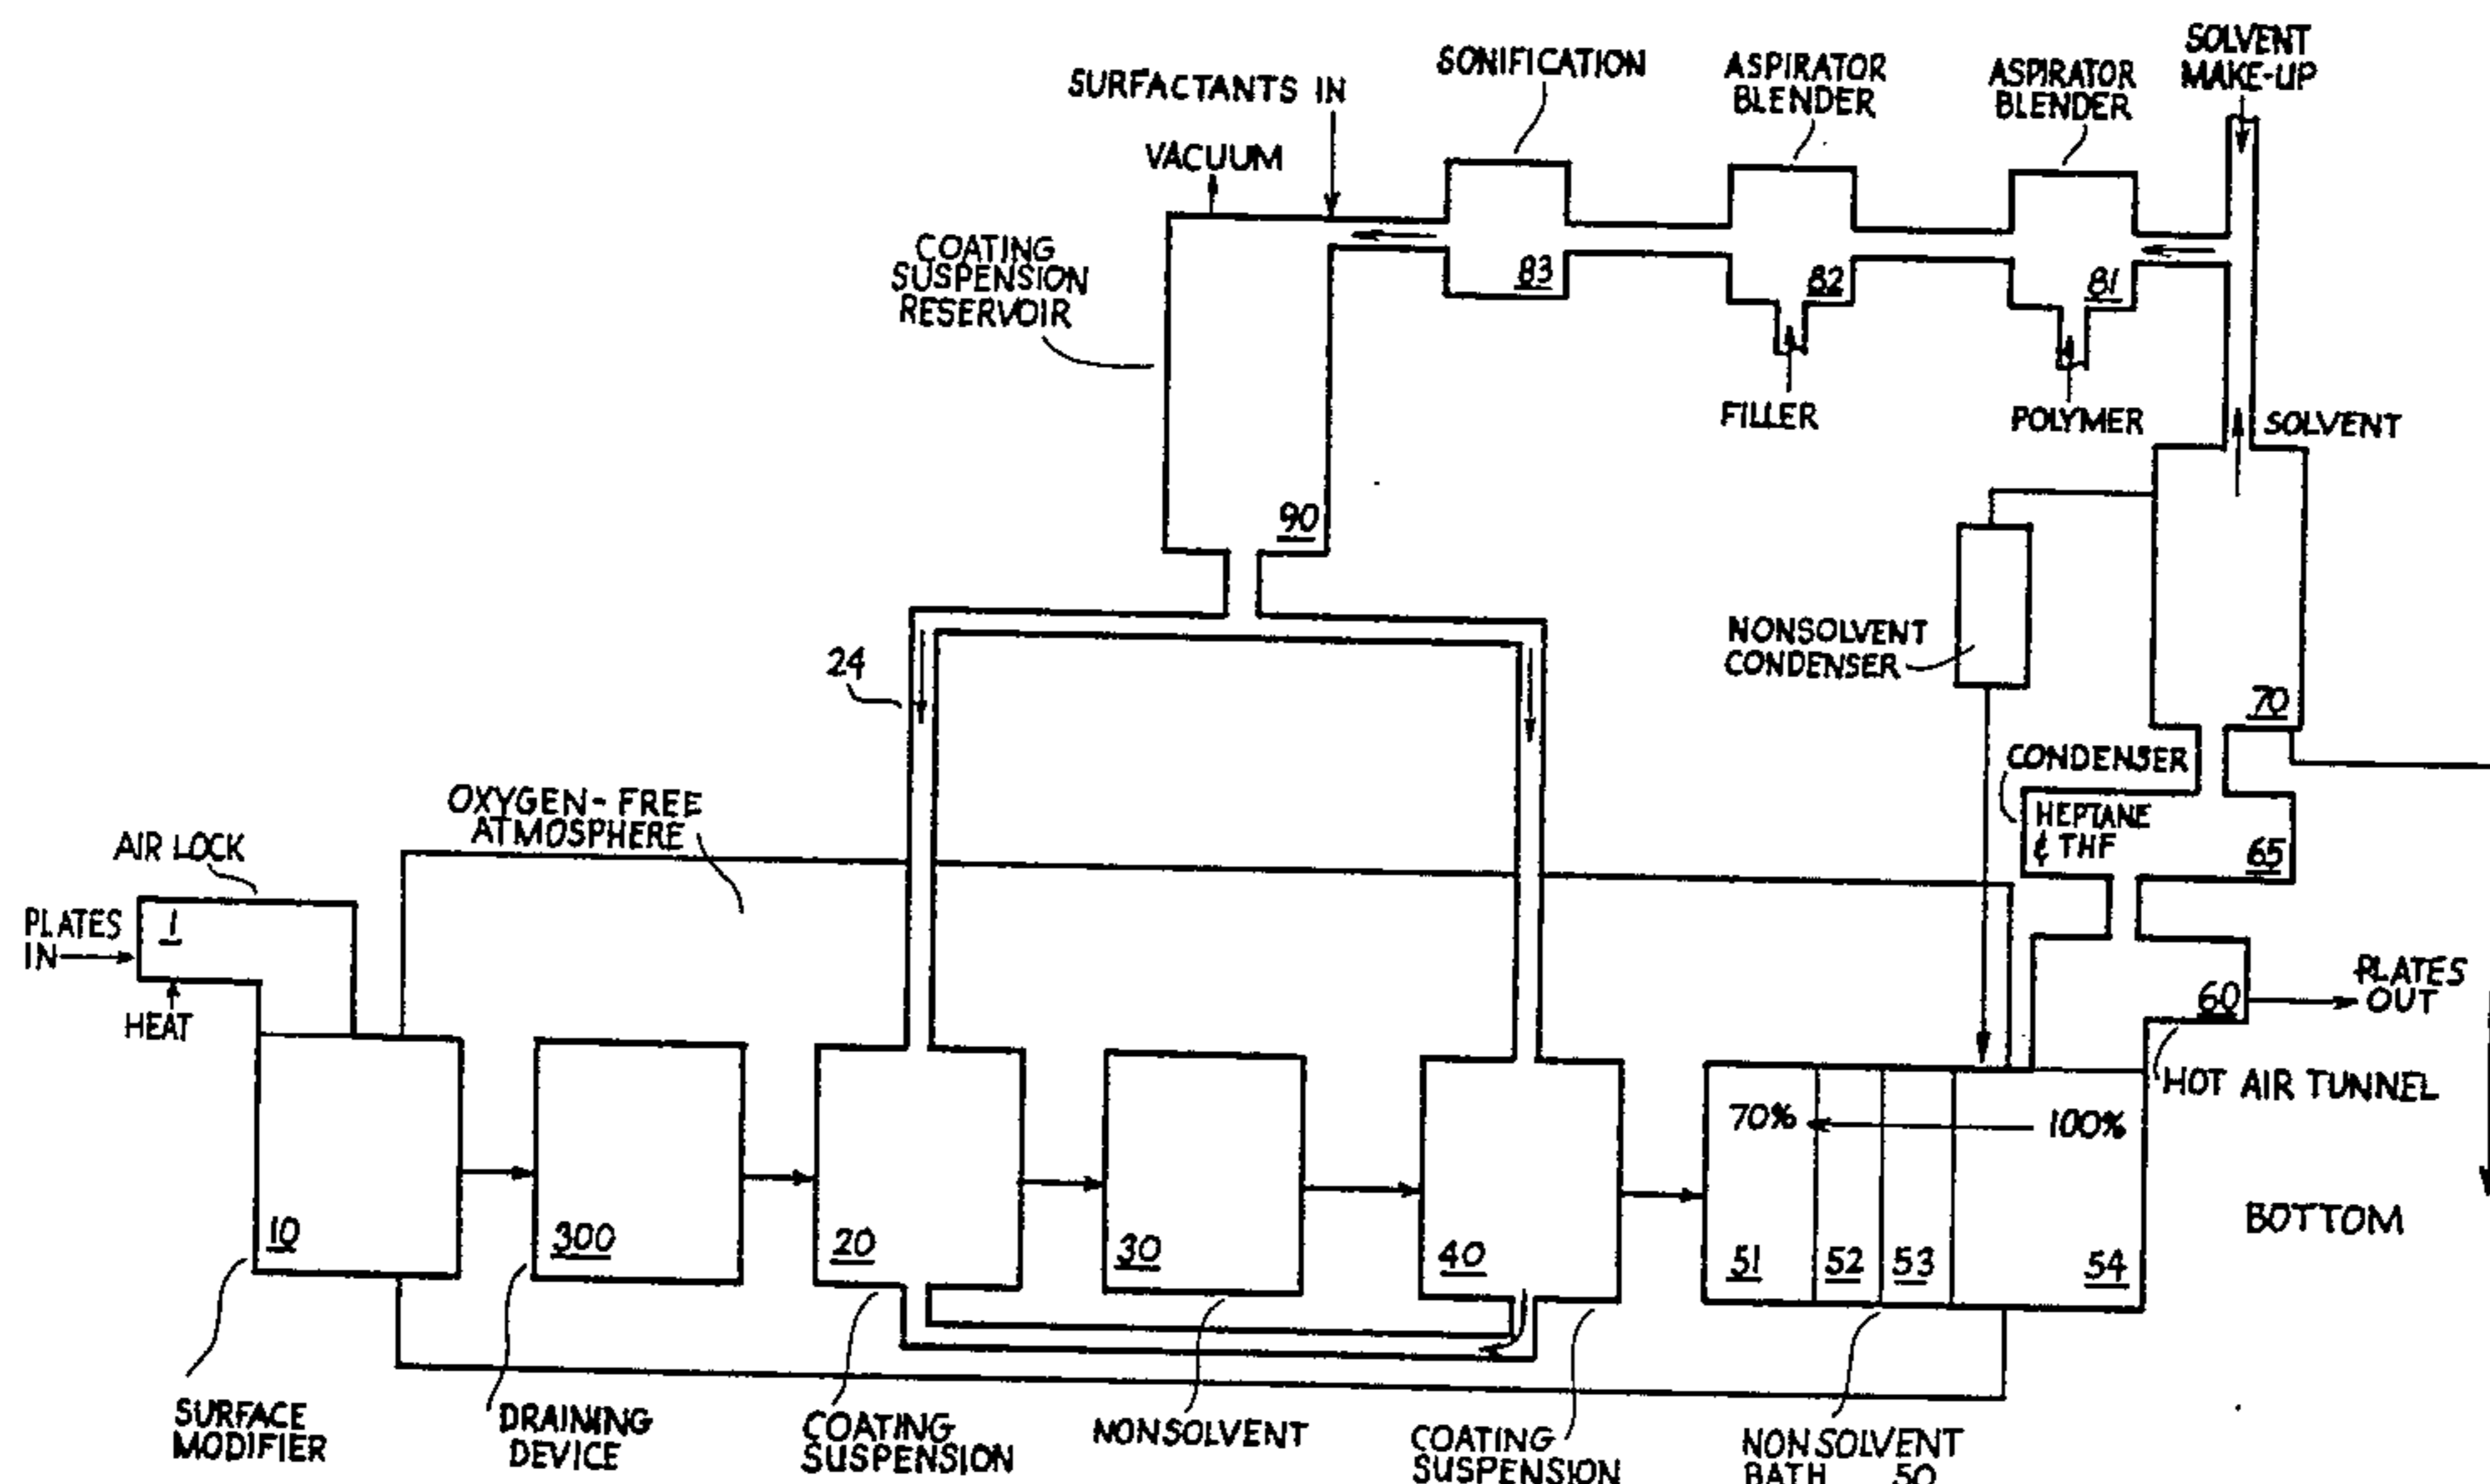 SOLVENT
MAKE-UP
SONIFICATION
ASPIRATOR
BLENDER
ASPIRATOR
BLENDER
SURFACTANTS IN
VACUUM
COATING
SUSPENSION
RESERVOIR
83
82
81
FILLER
POLYMER
SOLVENT
90
NONSOLVENT
CONDENSER
24
70
CONDENSER
HEPTANE
& THF
65
OXYGEN-FREE
ATMOSPHERE
AIR LOCK
PLATES
IN
1
HEAT
60
PLATES
OUT
HOT AIR TUNNEL
70%
100%
BOTTOM
10
300
20
30
40
51
52
53
54
SURFACE
MODIFIER
DRAINING
DEVICE
COATING
SUSPENSION
NONSOLVENT
COATING
SUSPENSION
NONSOLVENT
BATH 50